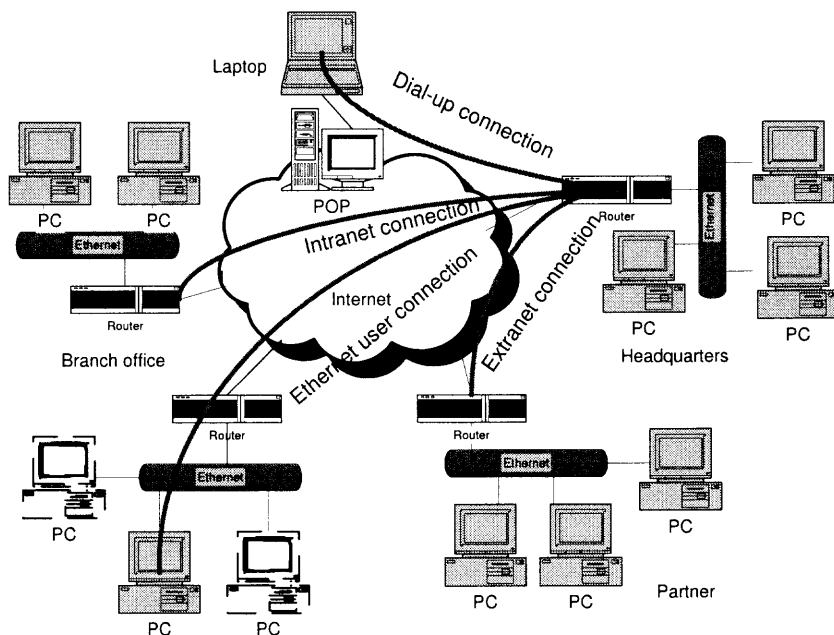 Laptop
Dial-up connection
PC
PC
POP
Router
PC
Ethernet
Intranet connection
Ethernet
PC
PC
Internet
Ethernet user connection
Extranet connection
Router
Branch office
Headquarters
Router
Router
Ethernet
Ethernet
PC
PC
PC
PC
PC
PC
Partner